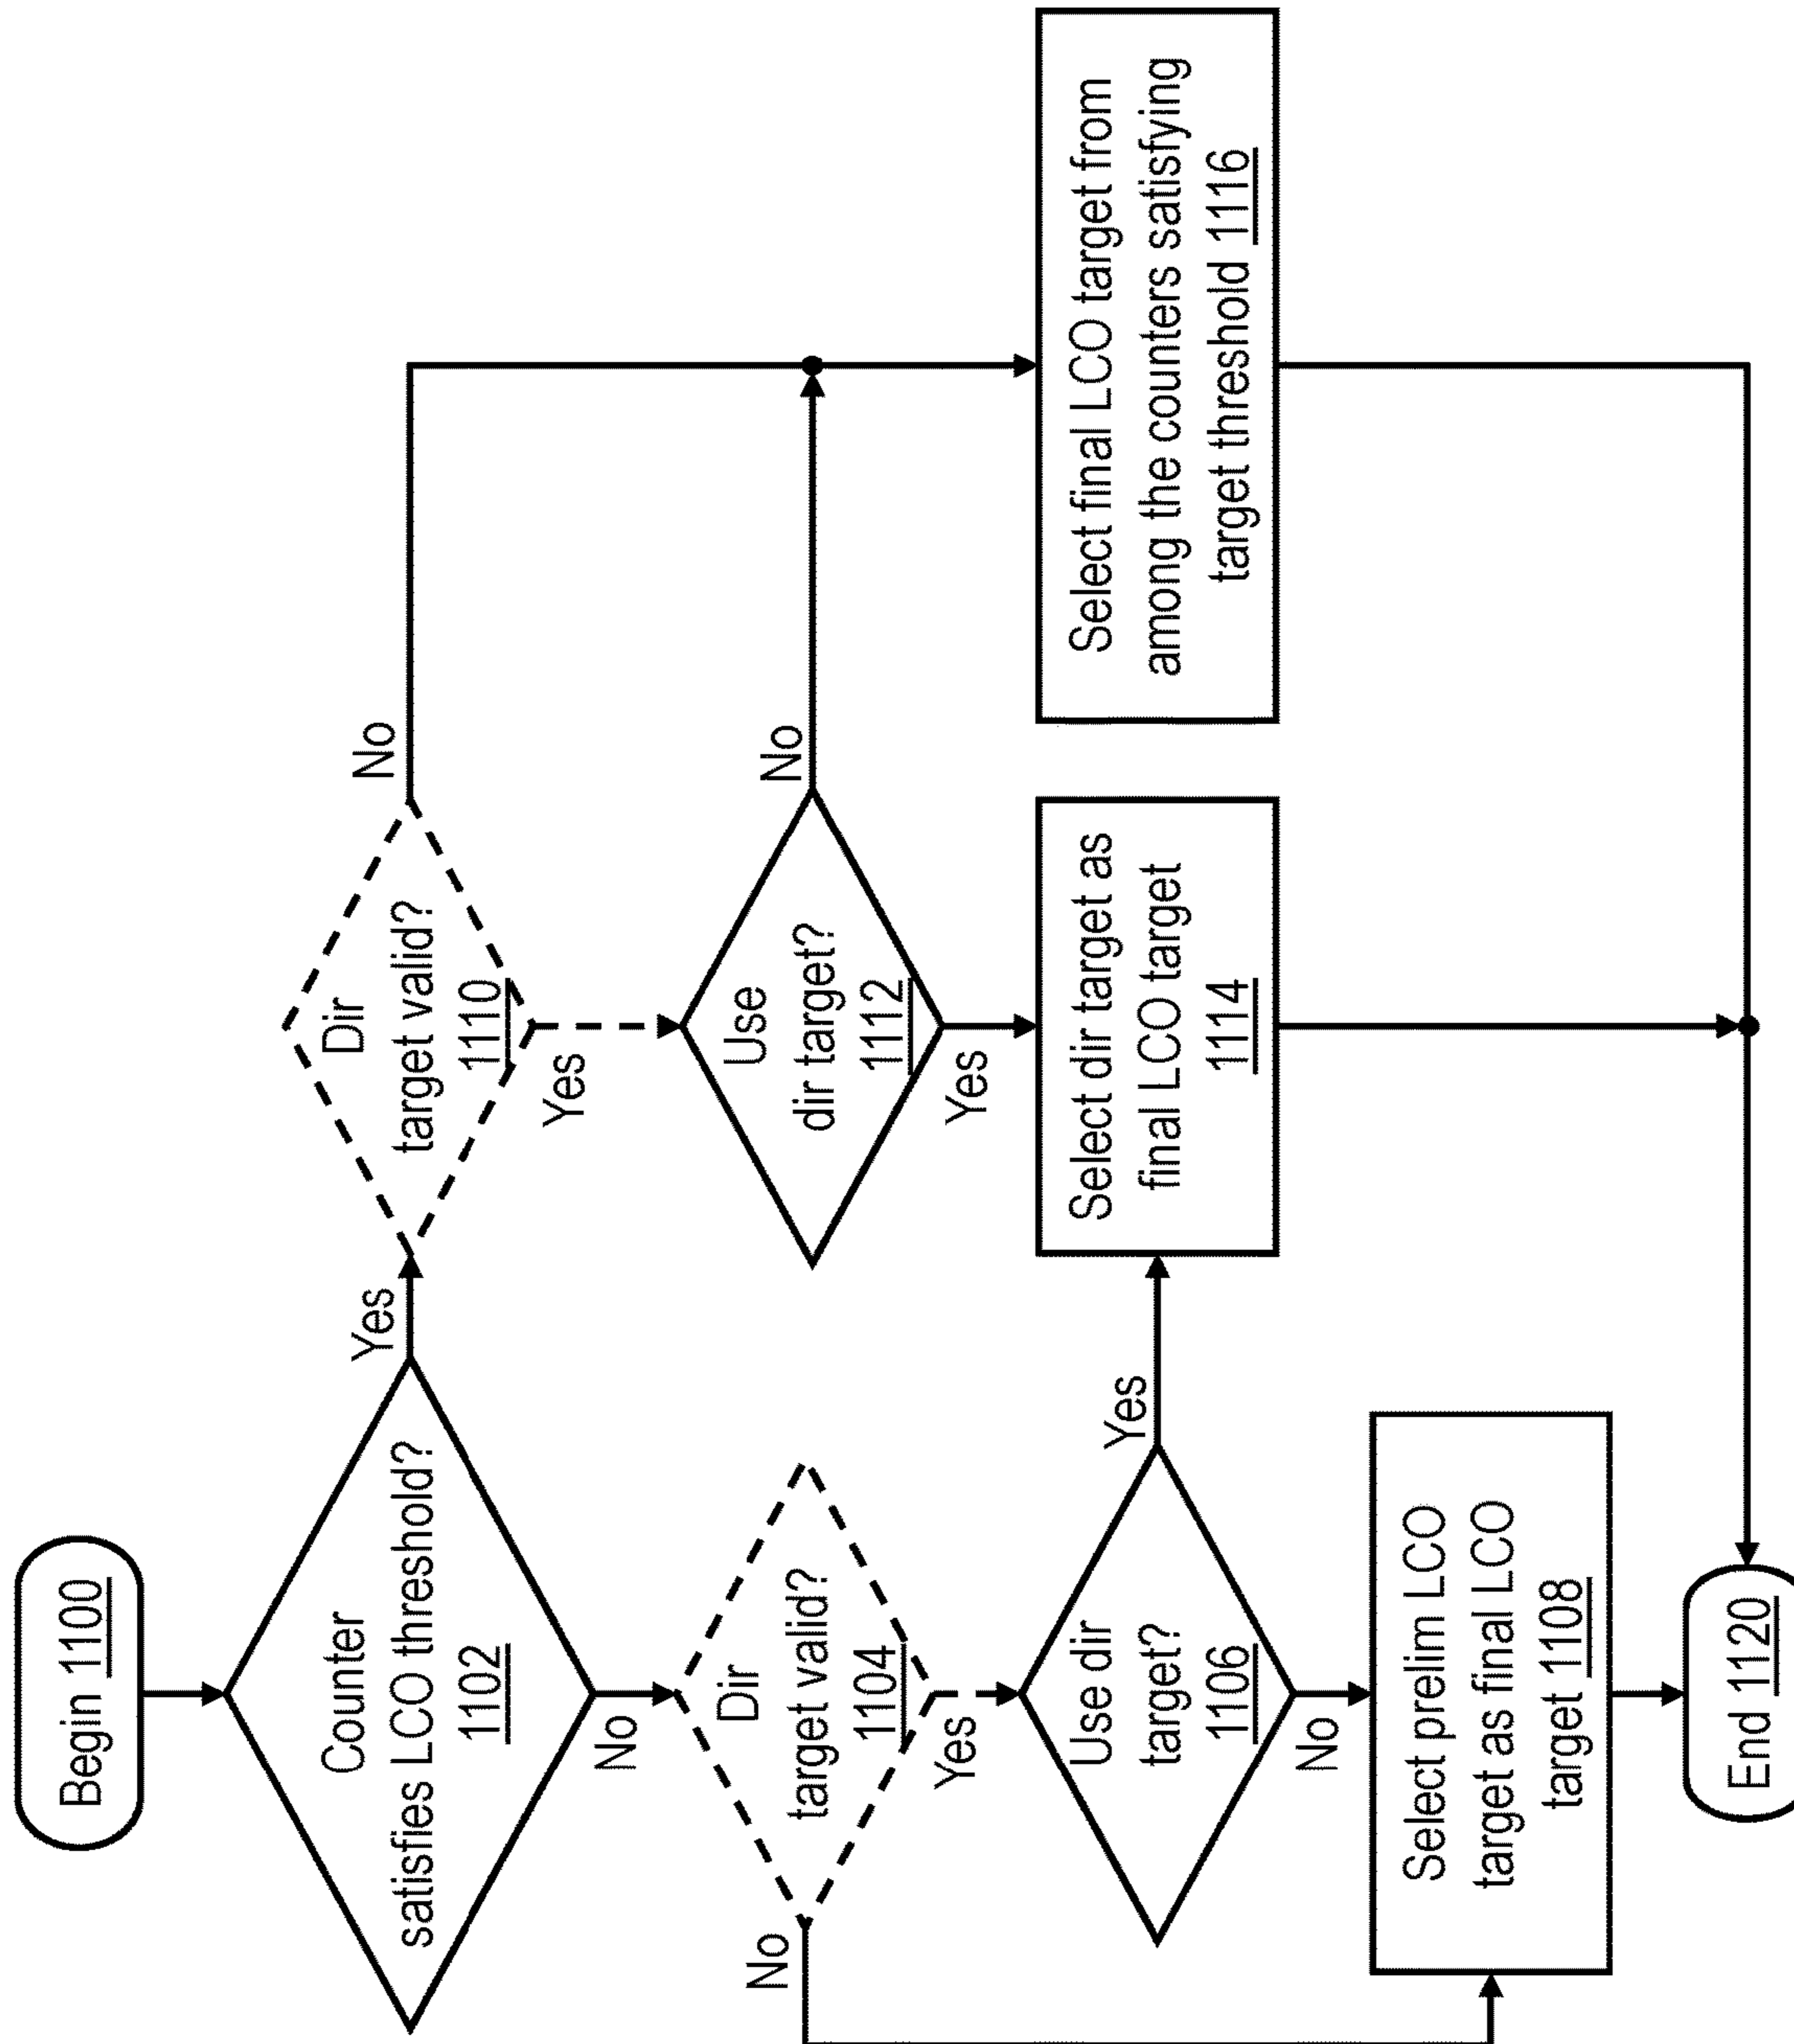 Begin 1100
Counter
satisfies LCO threshold?
1102
Yes
No
Dir
target valid?
1110
No
Yes
Dir
target valid?
1104
No
Yes
Use
dir target?
1112
No
Yes
Use dir
target?
1106
Yes
No
Select dir target as
final LCO target
1114
Select final LCO target from
among the counters satisfying
target threshold 1116
Select prelim LCO
target as final LCO
target 1108
End 1120